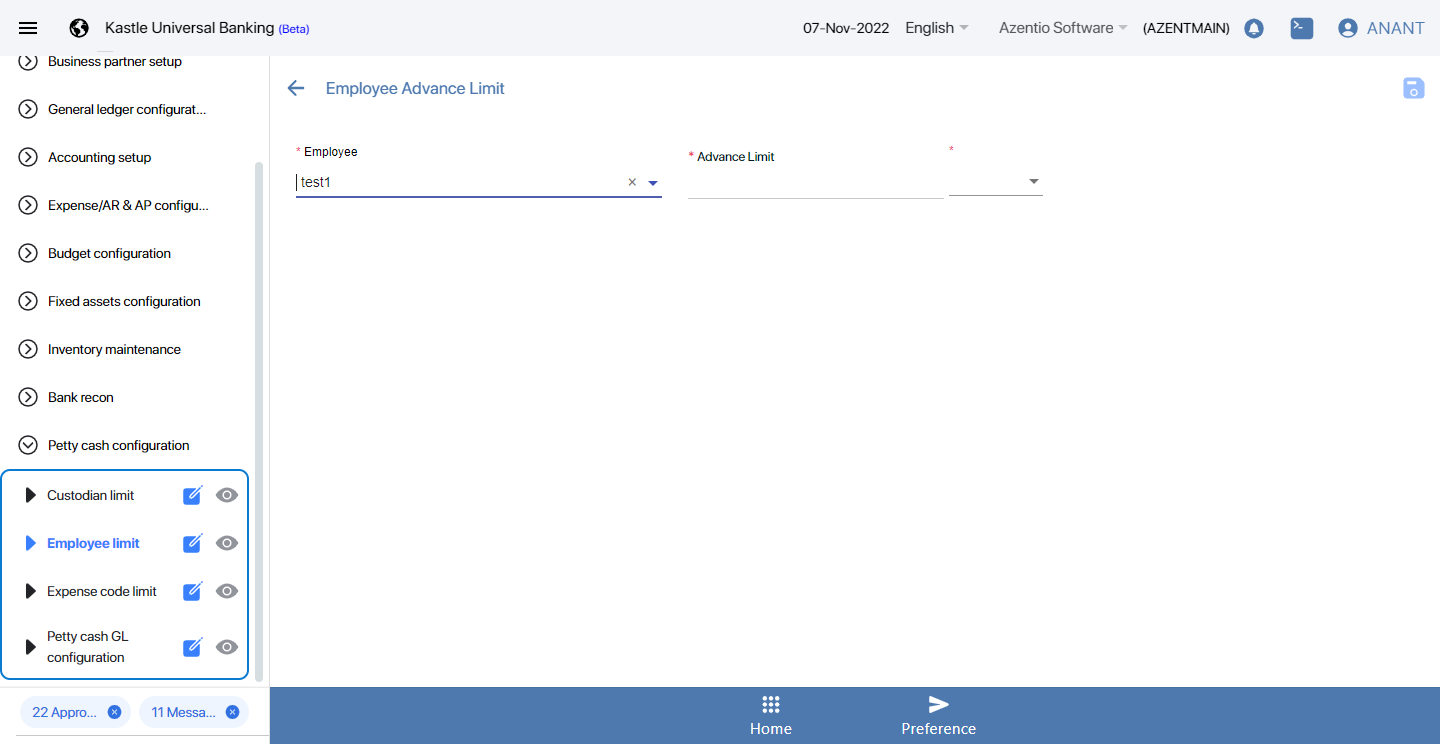 Kastle Universal Banking (Beta)
07-Nov-2022 English Azentio Software (AZENTMAIN) ANANT
Business partner setup
General ledger configurat...
Accounting setup
Expense/AR & AP configu...
Budget configuration
Fixed assets configuration
Inventory maintenance
Bank recon
Petty cash configuration
Custodian limit
Employee limit
Expense code limit
Petty cash GL
configuration
22 Appro...
11 Messa...
Employee Advance Limit
* Employee
test1
* Advance Limit
*
Home
Preference